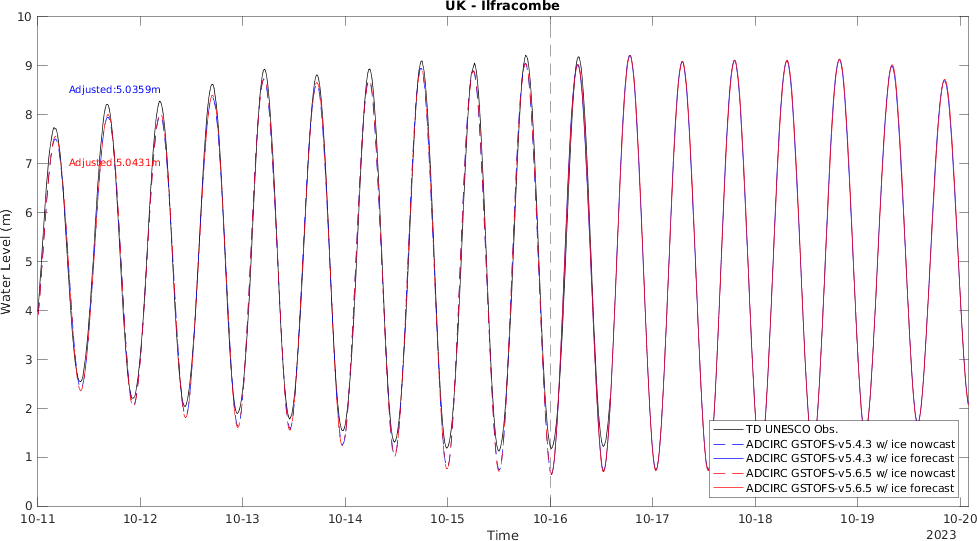 UK - Ilfracombe
10
9
8
7
6
5
4
3
2
1
0
Water Level (m)
Adjusted:5.0359m
Adjusted:5.0431m
TD UNESCO Obs.
ADCIRC GSTOFS-v5.4.3 w/ ice nowcast
ADCIRC GSTOFS-v5.4.3 w/ ice forecast
ADCIRC GSTOFS-v5.6.5 w/ ice nowcast
ADCIRC GSTOFS-v5.6.5 w/ ice forecast
10-11 10-12 10-13 10-14 10-15 10-16 10-17 10-18 10-19 10-20
Time
2023